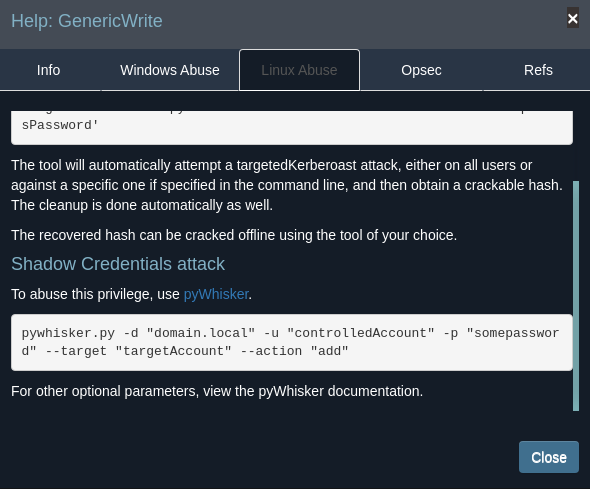 Help: GenericWrite
×
Info
Windows Abuse
Linux Abuse
Opsec
Refs
sPassword'
The tool will automatically attempt a targetedKerberoast attack, either on all users or
against a specific one if specified in the command line, and then obtain a crackable hash.
The cleanup is done automatically as well.
The recovered hash can be cracked offline using the tool of your choice.
Shadow Credentials attack
To abuse this privilege, use pyWhisker.
pywhisker.py -d "domain.local" -u "controlledAccount" -p "somepasswor
d" --target "targetAccount" --action "add"
For other optional parameters, view the pyWhisker documentation.
Close